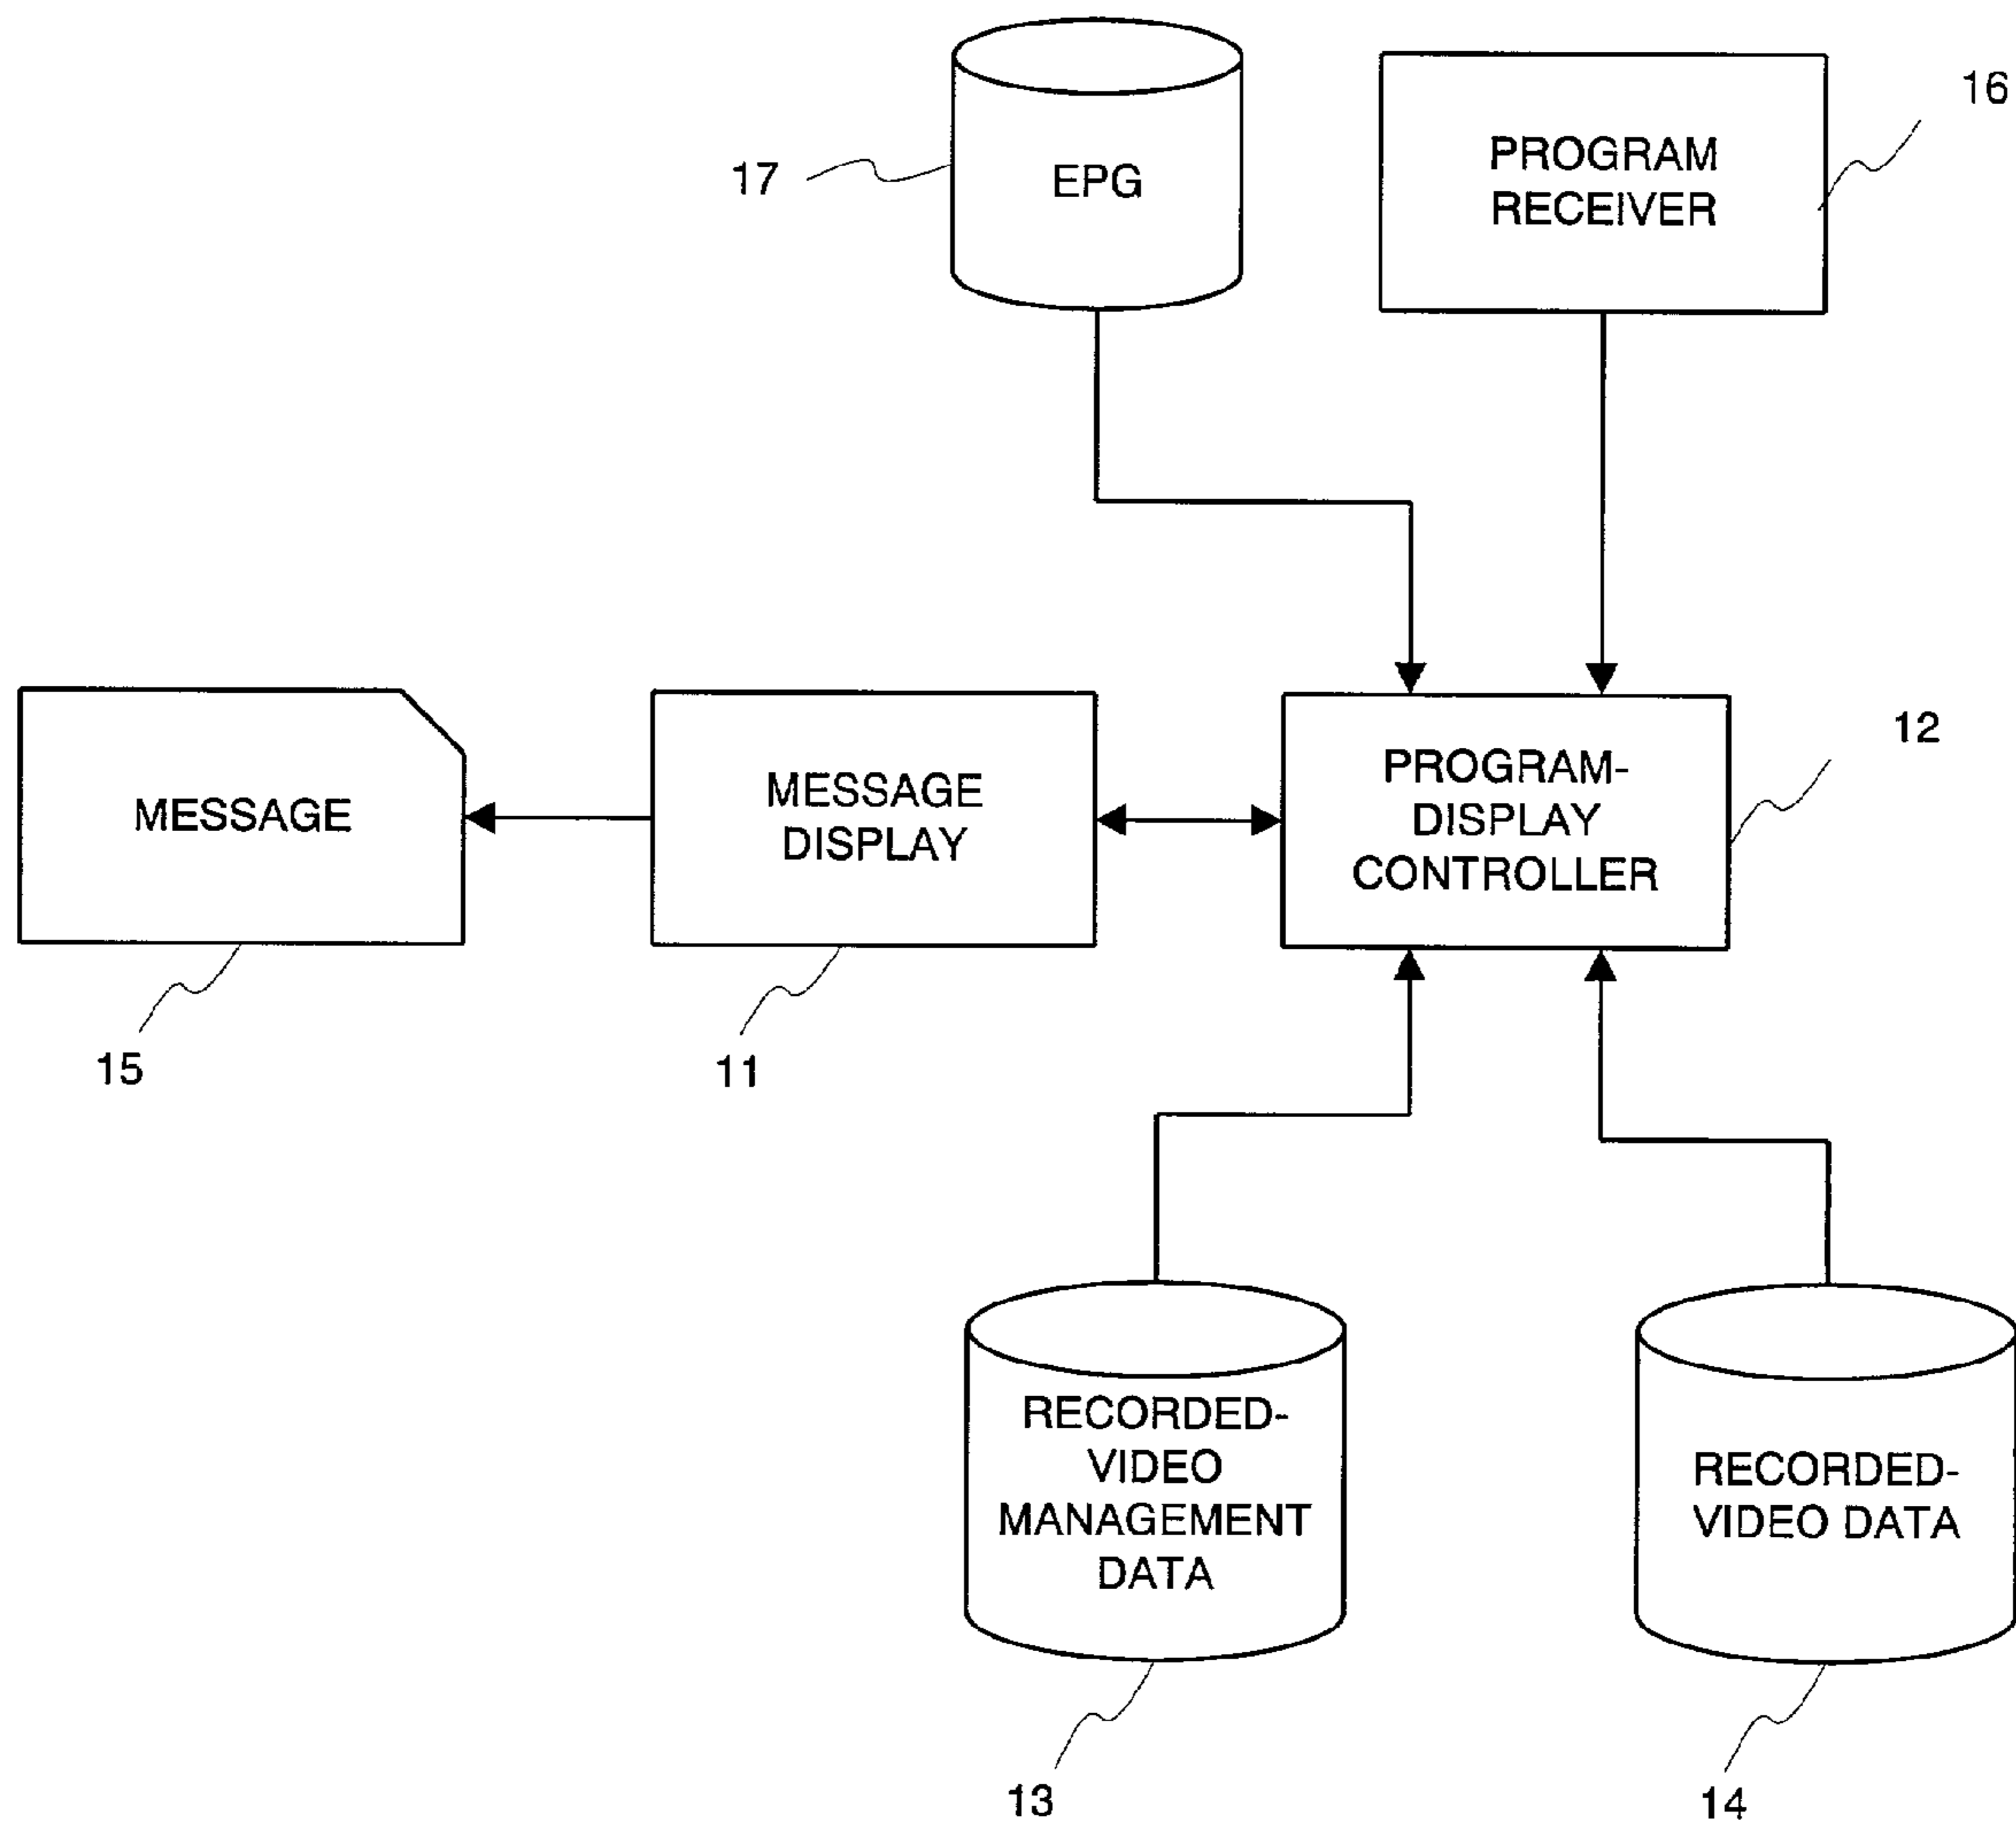 16
PROGRAM
RECEIVER
17
EPG
12
PROGRAM-
DISPLAY
CONTROLLER
MESSAGE
DISPLAY
MESSAGE
15
11
RECORDED-
VIDEO
MANAGEMENT
DATA
RECORDED-
VIDEO DATA
13
14